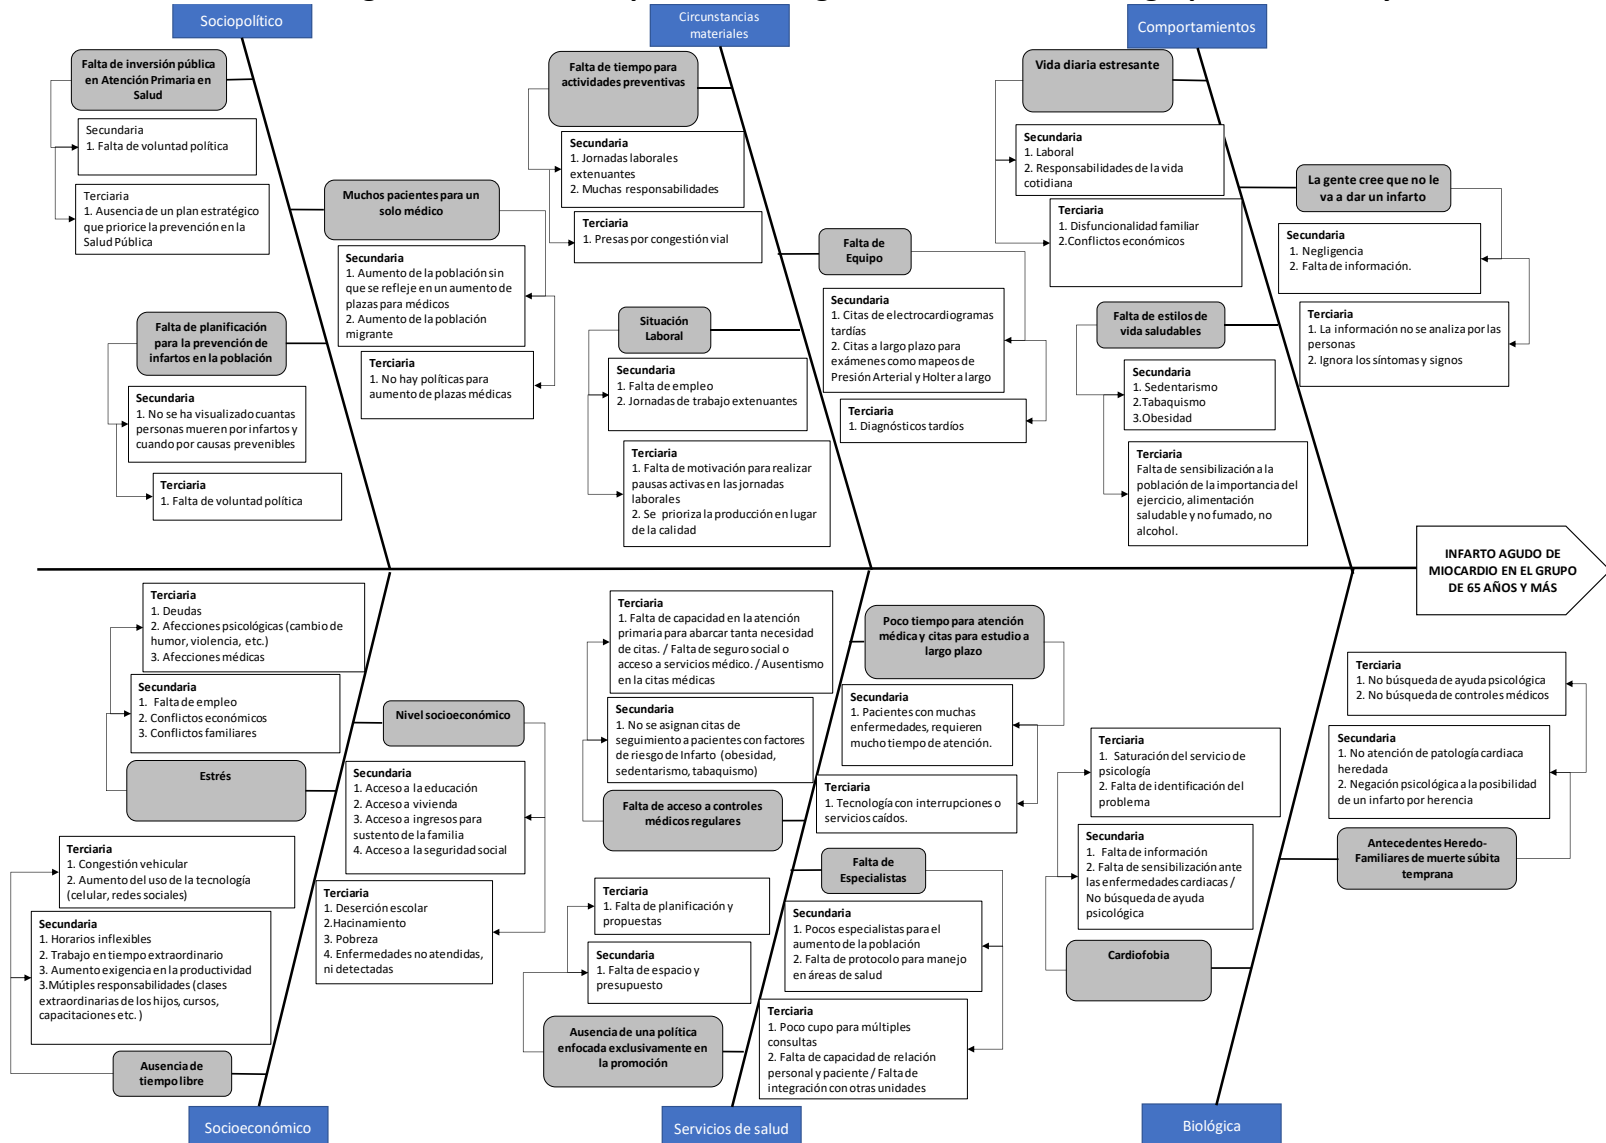 Sociopolítico
Falta de inversión pública
en Atención Primaria en
Salud
Secundaria
1. Falta de voluntad política
Terciaria
1. Ausencia de un plan estratégico
que priorice la prevención en la
Salud Pública
Muchos pacientes para un
solo médico
Secundaria
1. Aumento de la población sin
que se refleje en un aumento de
plazas para médicos
2. Aumento de la población
migrante
Terciaria
1. No hay políticas para
aumento de plazas médicas
Falta de planificación
para la prevención de
infartos en la población
Secundaria
1. No se ha visualizado cuantas
personas mueren por infartos y
cuando por causas prevenibles
Terciaria
1. Falta de voluntad política
Circunstancias
materiales
Falta de tiempo para
actividades preventivas
Secundaria
1. Jornadas laborales
extenuantes
2. Muchas responsabilidades
Terciaria
1. Presas por congestión vial
Falta de
Equipo
Secundaria
1. Citas de electrocardiogramas
tardías
2. Citas a largo plazo para
exámenes como mapeos de
Presión Arterial y Holter a largo
Terciaria
1. Diagnósticos tardíos
Situación
Laboral
Secundaria
1. Falta de empleo
2. Jornadas de trabajo extenuantes
Terciaria
1. Falta de motivación para realizar
pausas activas en las jornadas
laborales
2. Se prioriza la producción en lugar
de la calidad
Comportamientos
Vida diaria estresante
Secundaria
1. Laboral
2. Responsabilidades de la vida
cotidiana
Terciaria
1. Disfuncionalidad familiar
2.Conflictos económicos
La gente cree que no le
va a dar un infarto
Secundaria
1. Negligencia
2. Falta de información.
Terciaria
1. La información no se analiza por las
personas
2. Ignora los síntomas y signos
Falta de estilos de
vida saludables
Secundaria
1. Sedentarismo
2.Tabaquismo
3.Obesidad
Terciaria
Falta de sensibilización a la
población de la importancia del
ejercicio, alimentación
saludable y no fumado, no
alcohol.
INFARTO AGUDO DE
MIOCARDIO EN EL GRUPO
DE 65 AÑOS Y MÁS
Terciaria
1. Deudas
2. Afecciones psicológicas (cambio de
humor, violencia, etc.)
3. Afecciones médicas
Secundaria
1. Falta de empleo
2. Conflictos económicos
3. Conflictos familiares
Estrés
Nivel socioeconómico
Secundaria
1. Acceso a la educación
2. Acceso a vivienda
3. Acceso a ingresos para
sustento de la familia
4. Acceso a la seguridad social
Terciaria
1. Deserción escolar
2.Hacinamiento
3. Pobreza
4. Enfermedades no atendidas,
ni detectadas
Terciaria
1. Congestión vehicular
2. Aumento del uso de la tecnología
(celular, redes sociales)
Secundaria
1. Horarios inflexibles
2. Trabajo en tiempo extraordinario
3. Aumento exigencia en la productividad
3.Mútiples responsabilidades (clases
extraordinarias de los hijos, cursos,
capacitaciones etc. )
Ausencia de
tiempo libre
Socioeconómico
Terciaria
1. Falta de capacidad en la atención
primaria para abarcar tanta necesidad
de citas. / Falta de seguro social o
acceso a servicios médico. / Ausentismo
en la citas médicas
Secundaria
1. No se asignan citas de
seguimiento a pacientes con factores
de riesgo de Infarto (obesidad,
sedentarismo, tabaquismo)
Falta de acceso a controles
médicos regulares
Poco tiempo para atención
médica y citas para estudio a
largo plazo
Secundaria
1. Pacientes con muchas
enfermedades, requieren
mucho tiempo de atención.
Terciaria
1. Tecnología con interrupciones o
servicios caídos.
Falta de
Especialistas
Secundaria
1. Pocos especialistas para el
aumento de la población
2. Falta de protocolo para manejo
en áreas de salud
Terciaria
1. Poco cupo para múltiples
consultas
2. Falta de capacidad de relación
personal y paciente / Falta de
integración con otras unidades
Terciaria
1. Falta de planificación y
propuestas
Secundaria
1. Falta de espacio y
presupuesto
Ausencia de una política
enfocada exclusivamente en
la promoción
Servicios de salud
Terciaria
1. No búsqueda de ayuda psicológica
2. No búsqueda de controles médicos
Secundaria
1. No atención de patología cardiaca
heredada
2. Negación psicológica a la posibilidad
de un infarto por herencia
Antecedentes Heredo-
Familiares de muerte súbita
temprana
Terciaria
1. Saturación del servicio de
psicología
2. Falta de identificación del
problema
Secundaria
1. Falta de información
2. Falta de sensibilización ante
las enfermedades cardiacas /
No búsqueda de ayuda
psicológica
Cardiofobia
Biológica